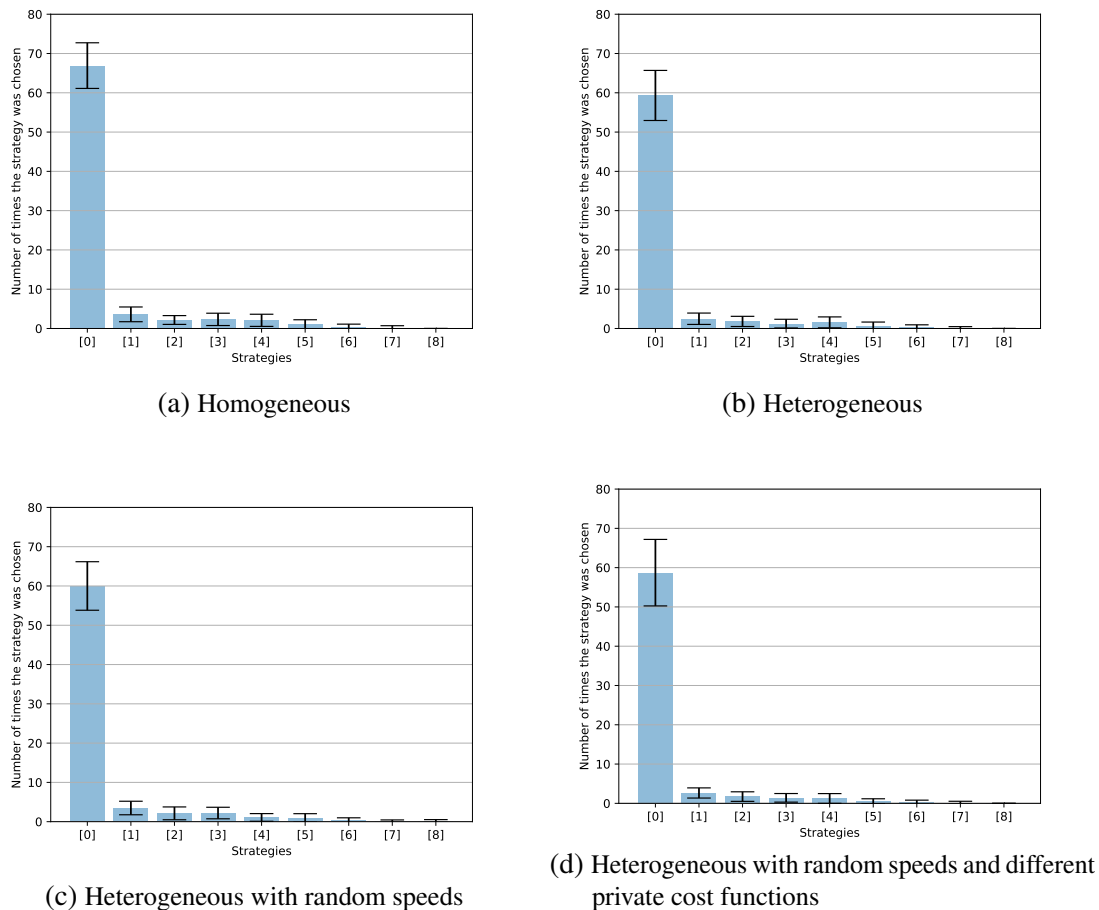 80
70
60
50
40
30
20
10
0
Number of times the strategy was chosen
[0] [1] [2] [3] [4] [5] [6] [7] [8]
Strategies
(a) Homogeneous
80
70
60
50
40
30
20
10
0
Number of times the strategy was chosen
[0] [1] [2] [3] [4] [5] [6] [7] [8]
Strategies
(b) Heterogeneous
80
70
60
50
40
30
20
10
0
Number of times the strategy was chosen
[0] [1] [2] [3] [4] [5] [6] [7] [8]
Strategies
(c) Heterogeneous with random speeds
80
70
60
50
40
30
20
10
0
Number of times the strategy was chosen
[0] [1] [2] [3] [4] [5] [6] [7] [8]
Strategies
(d) Heterogeneous with random speeds and different
private cost functions